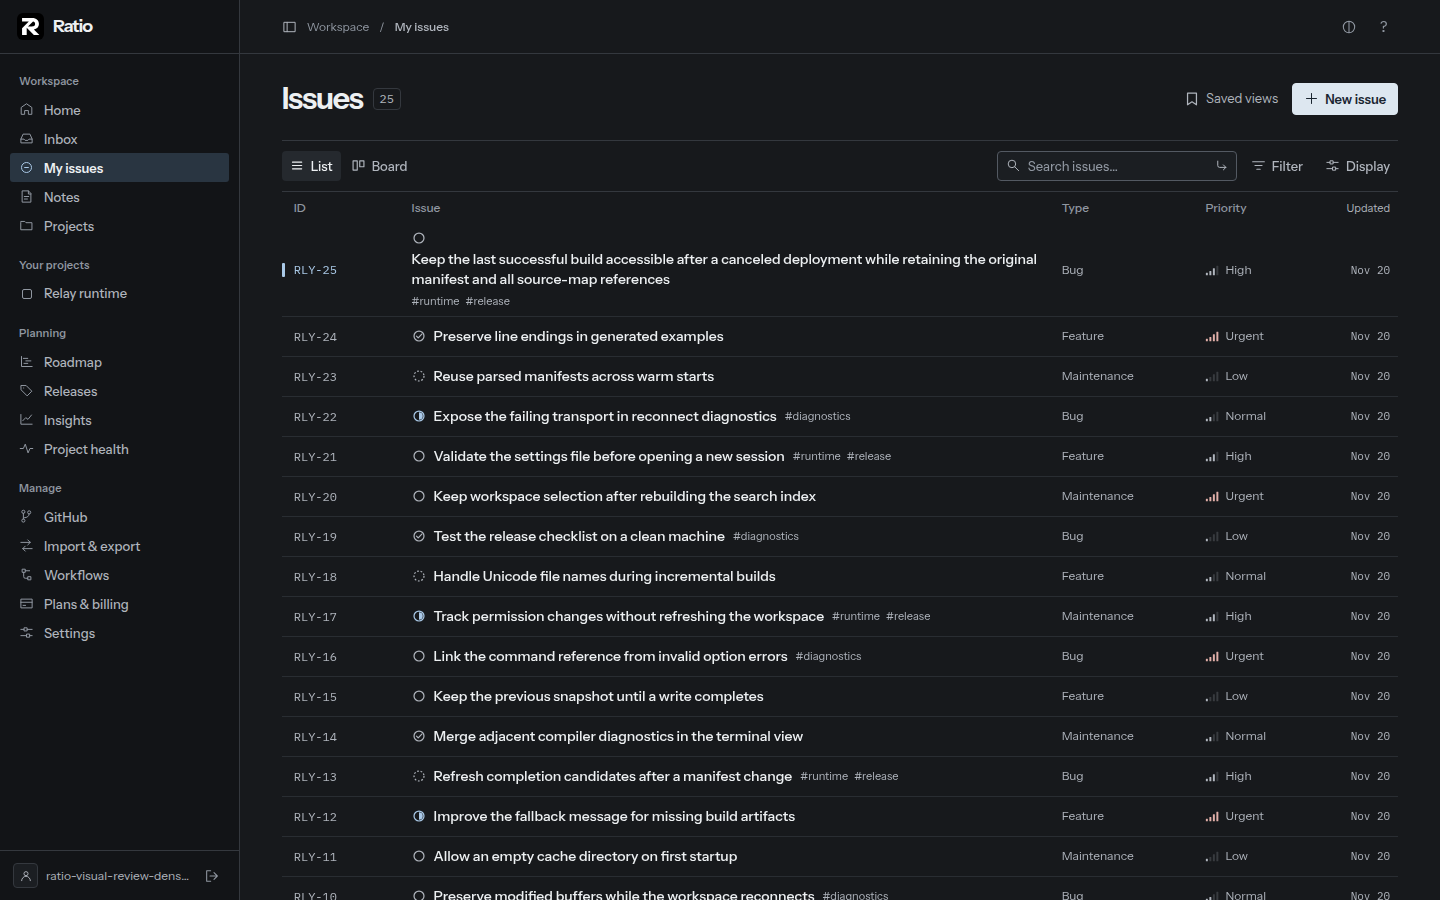 Ratio
Workspace / My issues
?
Workspace
Home
Inbox
My issues
Notes
Projects
Your projects
Relay runtime
Planning
Roadmap
Releases
Insights
Project health
Manage
GitHub
Import & export
Workflows
Plans & billing
Settings
ratio-visual-review-dens...
Issues 25
Saved views
New issue
List
Board
Search issues...
Filter
Display
ID Issue Type Priority Updated
RLY-25 Keep the last successful build accessible after a canceled deployment while retaining the original
manifest and all source-map references
#runtime #release
Bug High Nov 20
RLY-24 Preserve line endings in generated examples Feature Urgent Nov 20
RLY-23 Reuse parsed manifests across warm starts Maintenance Low Nov 20
RLY-22 Expose the failing transport in reconnect diagnostics #diagnostics Bug Normal Nov 20
RLY-21 Validate the settings file before opening a new session #runtime #release Feature High Nov 20
RLY-20 Keep workspace selection after rebuilding the search index Maintenance Urgent Nov 20
RLY-19 Test the release checklist on a clean machine #diagnostics Bug Low Nov 20
RLY-18 Handle Unicode file names during incremental builds Feature Normal Nov 20
RLY-17 Track permission changes without refreshing the workspace #runtime #release Maintenance High Nov 20
RLY-16 Link the command reference from invalid option errors #diagnostics Bug Urgent Nov 20
RLY-15 Keep the previous snapshot until a write completes Feature Low Nov 20
RLY-14 Merge adjacent compiler diagnostics in the terminal view Maintenance Normal Nov 20
RLY-13 Refresh completion candidates after a manifest change #runtime #release Bug High Nov 20
RLY-12 Improve the fallback message for missing build artifacts Feature Urgent Nov 20
RLY-11 Allow an empty cache directory on first startup Maintenance Low Nov 20
RLY-10 Preserve modified buffers while the workspace reconnects #diagnostics Bug Normal Nov 20